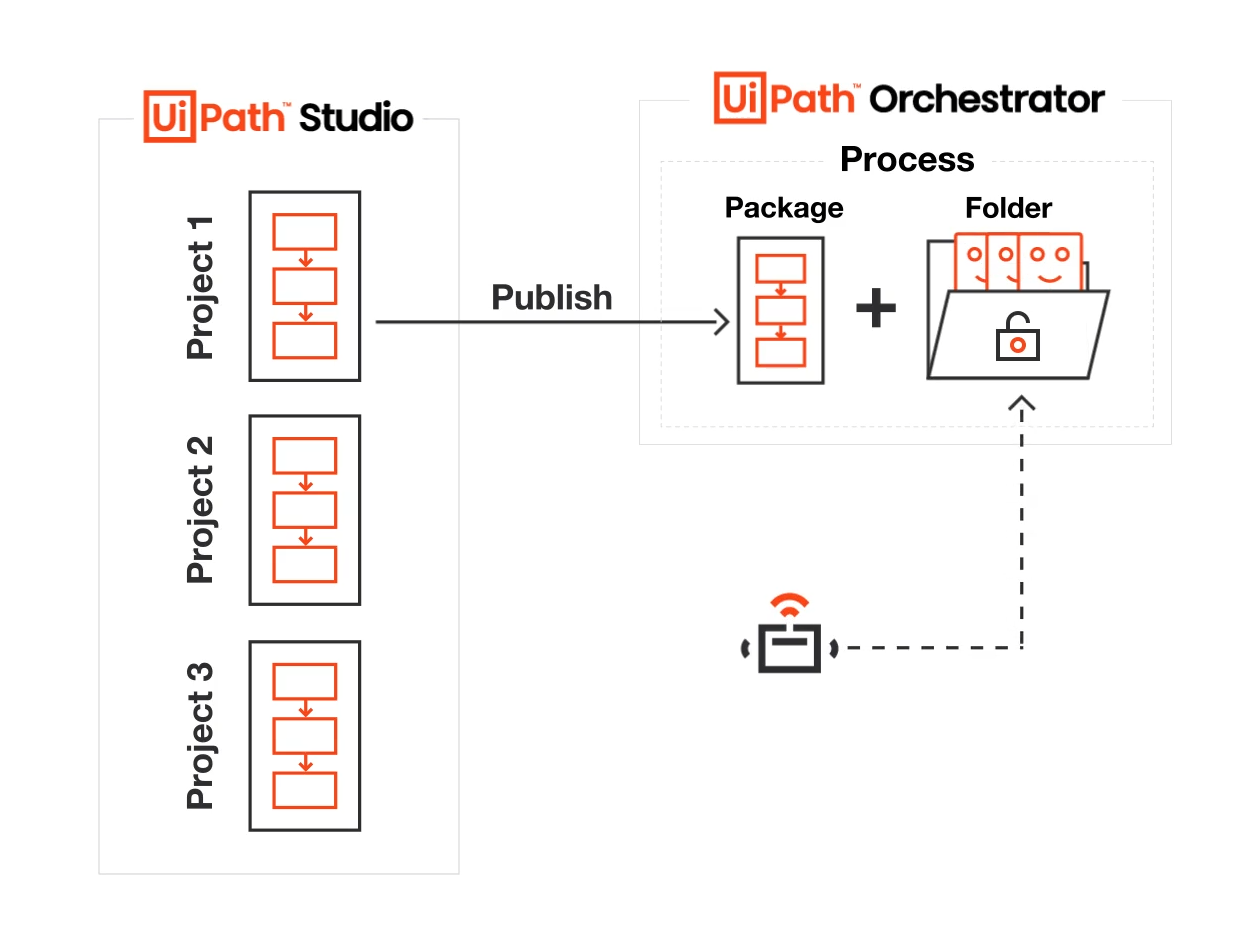 UiPath™ Studio
Project 1
Project 2
Project 3
Publish
UiPath™ Orchestrator
Process
Package
Folder